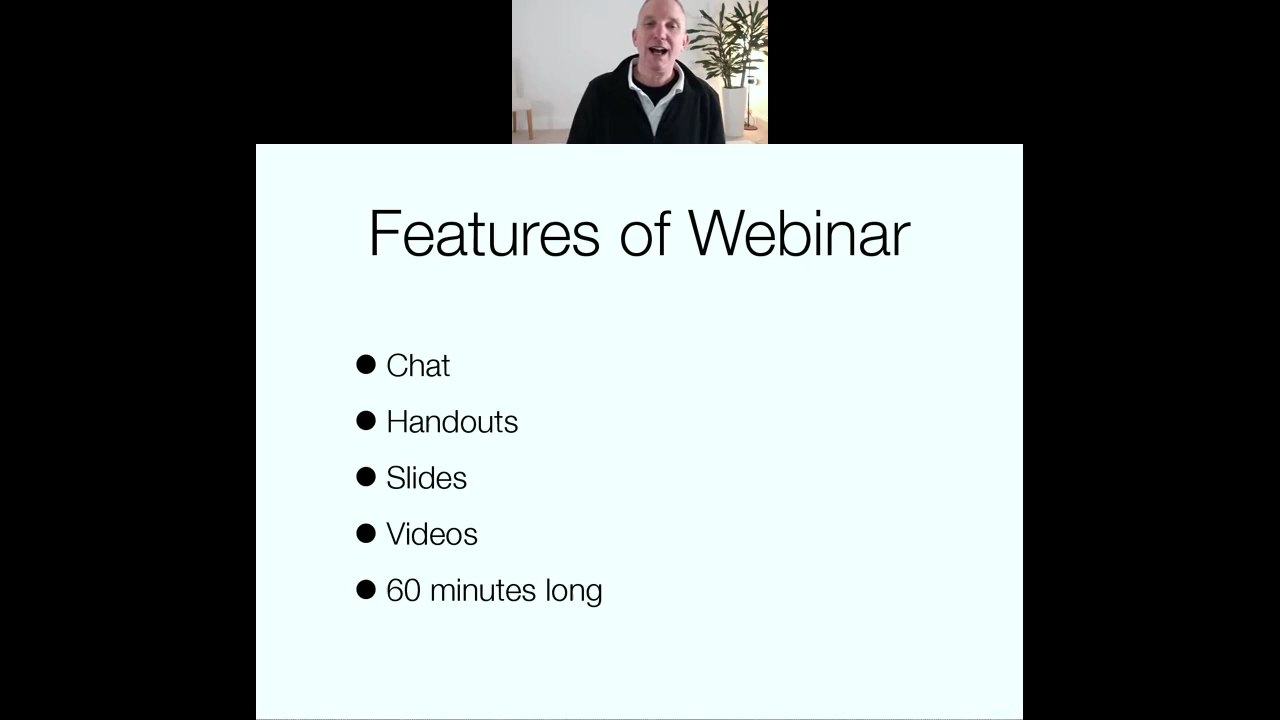 Features of Webinar
● Chat
● Handouts
● Slides
● Videos
● 60 minutes long